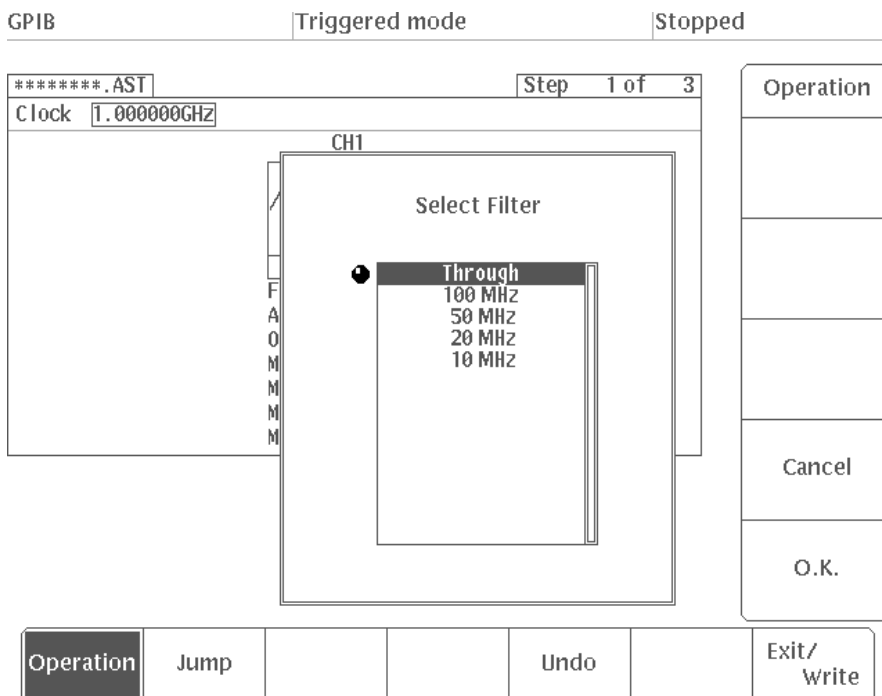 GPIB Triggered mode Stopped
********.AST Step 1 of 3
Clock 1.000000GHz
CH1
Select Filter
Through
100 MHz
50 MHz
20 MHz
10 MHz
F
A
O
M
M
M
M
Operation
Cancel
O.K.
Operation Jump Undo Exit/
Write